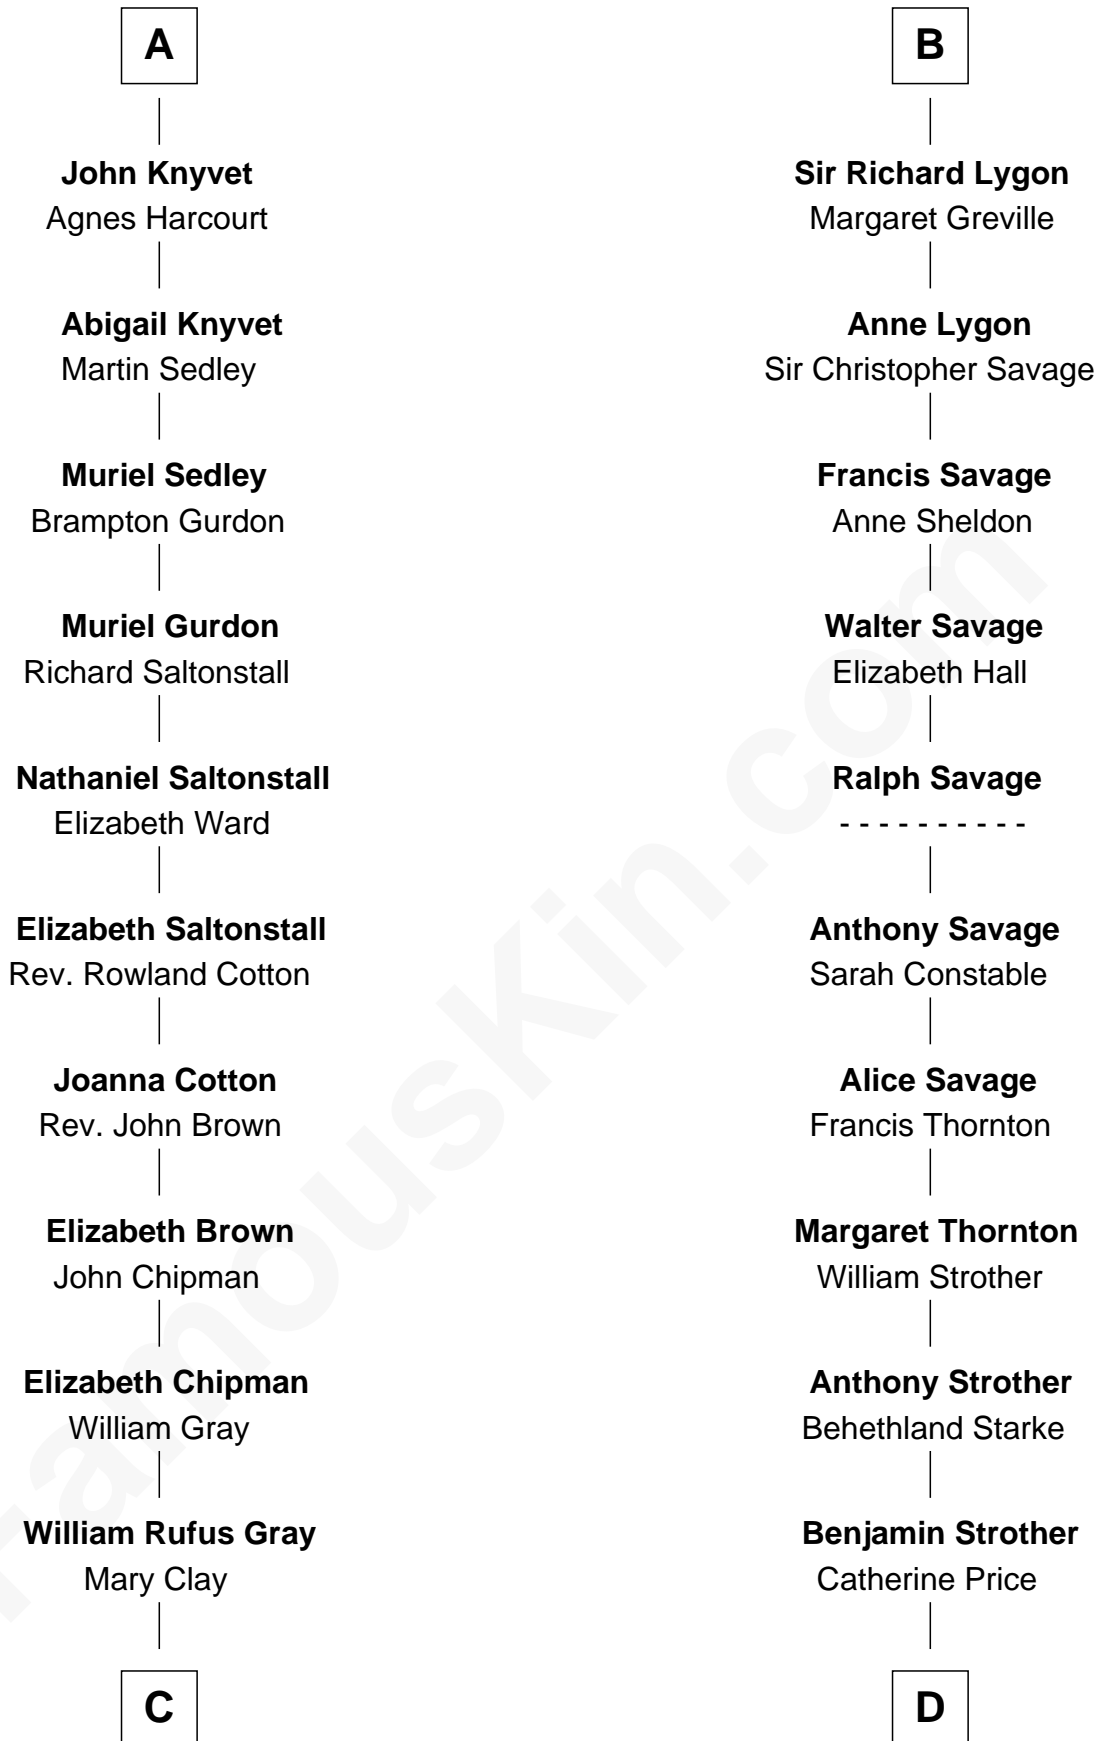 A
John Knyvet
Agnes Harcourt
Abigail Knyvet
Martin Sedley
Muriel Sedley
Brampton Gurdon
Muriel Gurdon
Richard Saltonstall
Nathaniel Saltonstall
Elizabeth Ward
Elizabeth Saltonstall
Rev. Rowland Cotton
Joanna Cotton
Rev. John Brown
Elizabeth Brown
John Chipman
Elizabeth Chipman
William Gray
William Rufus Gray
Mary Clay
C
B
Sir Richard Lygon
Margaret Greville
Anne Lygon
Sir Christopher Savage
Francis Savage
Anne Sheldon
Walter Savage
Elizabeth Hall
Ralph Savage
- - - - - - - - - -
Anthony Savage
Sarah Constable
Alice Savage
Francis Thornton
Margaret Thornton
William Strother
Anthony Strother
Behethland Starke
Benjamin Strother
Catherine Price
D
FamousKin.com